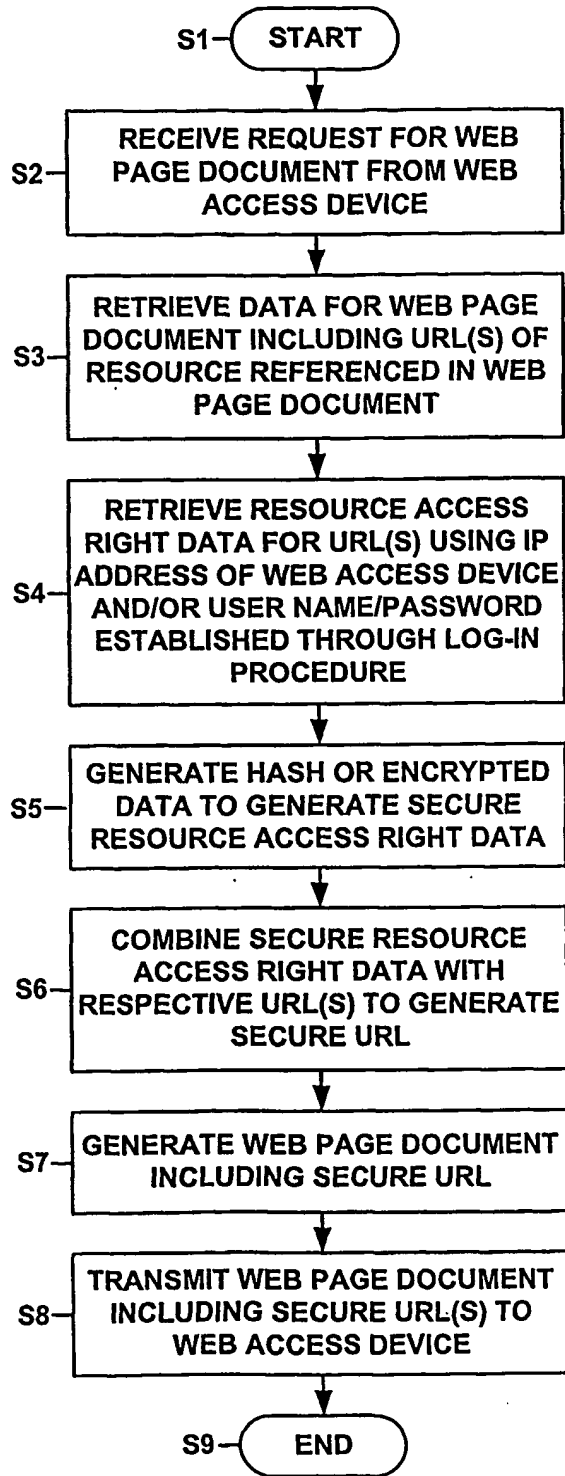 S1
START
S2
RECEIVE REQUEST FOR WEB
PAGE DOCUMENT FROM WEB
ACCESS DEVICE
S3
RETRIEVE DATA FOR WEB PAGE
DOCUMENT INCLUDING URL(S) OF
RESOURCE REFERENCED IN WEB
PAGE DOCUMENT
S4
RETRIEVE RESOURCE ACCESS
RIGHT DATA FOR URL(S) USING IP
ADDRESS OF WEB ACCESS DEVICE
AND/OR USER NAME/PASSWORD
ESTABLISHED THROUGH LOG-IN
PROCEDURE
S5
GENERATE HASH OR ENCRYPTED
DATA TO GENERATE SECURE
RESOURCE ACCESS RIGHT DATA
S6
COMBINE SECURE RESOURCE
ACCESS RIGHT DATA WITH
RESPECTIVE URL(S) TO GENERATE
SECURE URL
S7
GENERATE WEB PAGE DOCUMENT
INCLUDING SECURE URL
S8
TRANSMIT WEB PAGE DOCUMENT
INCLUDING SECURE URL(S) TO
WEB ACCESS DEVICE
S9
END